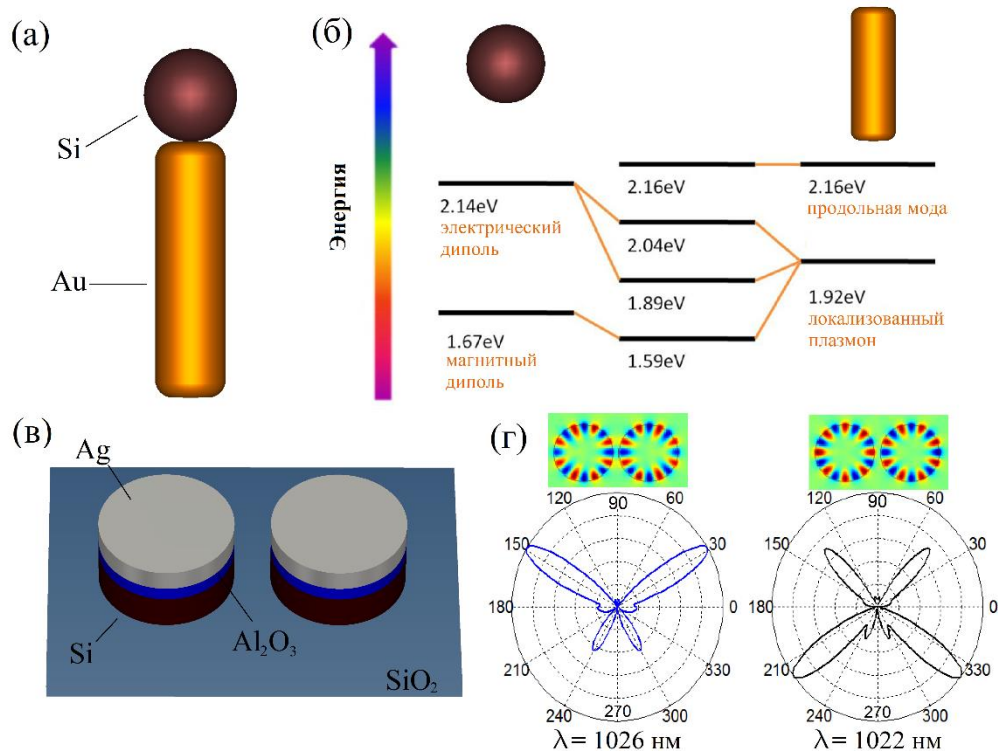 (а)
Si
Au
(б)
Энергия
2.14eV
электрический
диполь
1.67eV
магнитный
диполь
2.16eV
2.04eV
1.89eV
1.59eV
2.16eV
продольная мода
1.92eV
локализованный
плазмон
(в)
Ag
Si
Al₂O₃
SiO₂
(г)
120
90
60
150
30
180
0
210
330
240
270
300
λ = 1026 нм
120
90
60
150
30
180
0
210
330
240
270
300
λ = 1022 нм